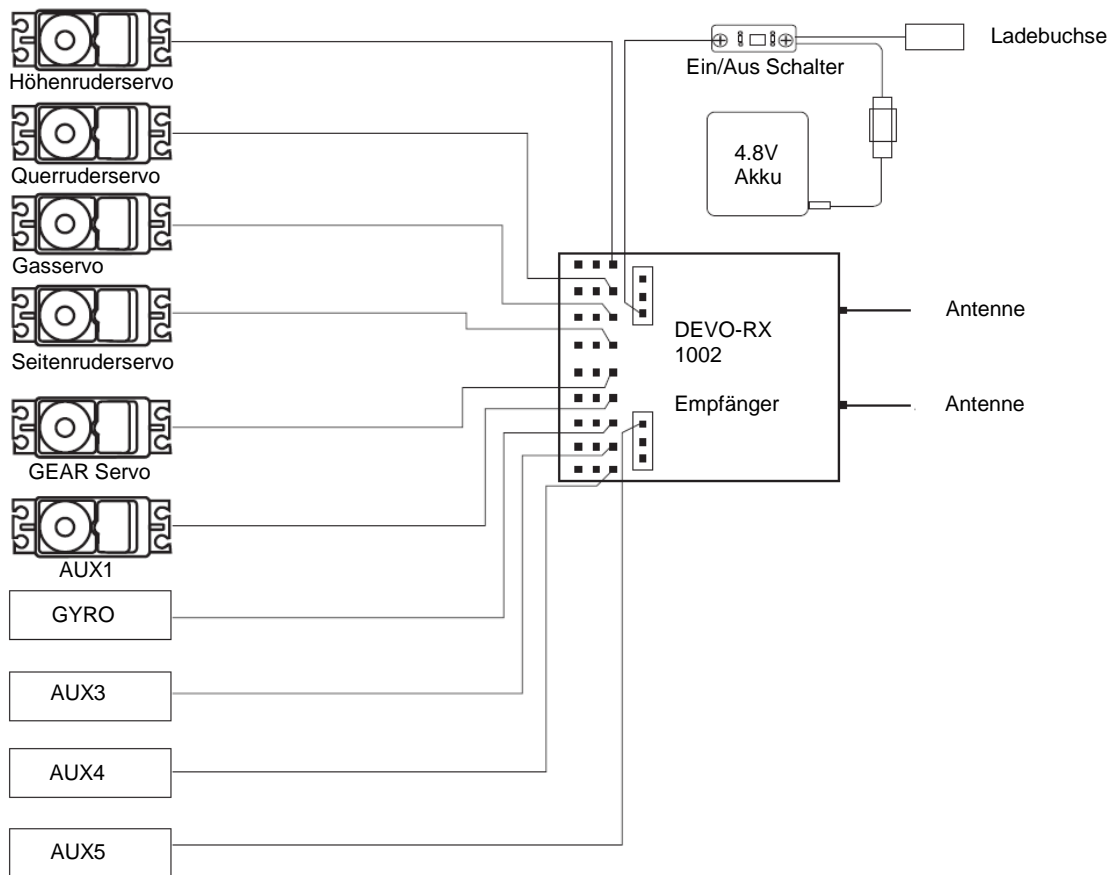 Höhenruderservo
Querruderservo
Gasservo
Seitenruderservo
GEAR Servo
AUX1
GYRO
AUX3
AUX4
AUX5
Ein/Aus Schalter
Ladebuchse
4.8V
Akku
DEVO-RX
1002
Empfänger
Antenne
Antenne